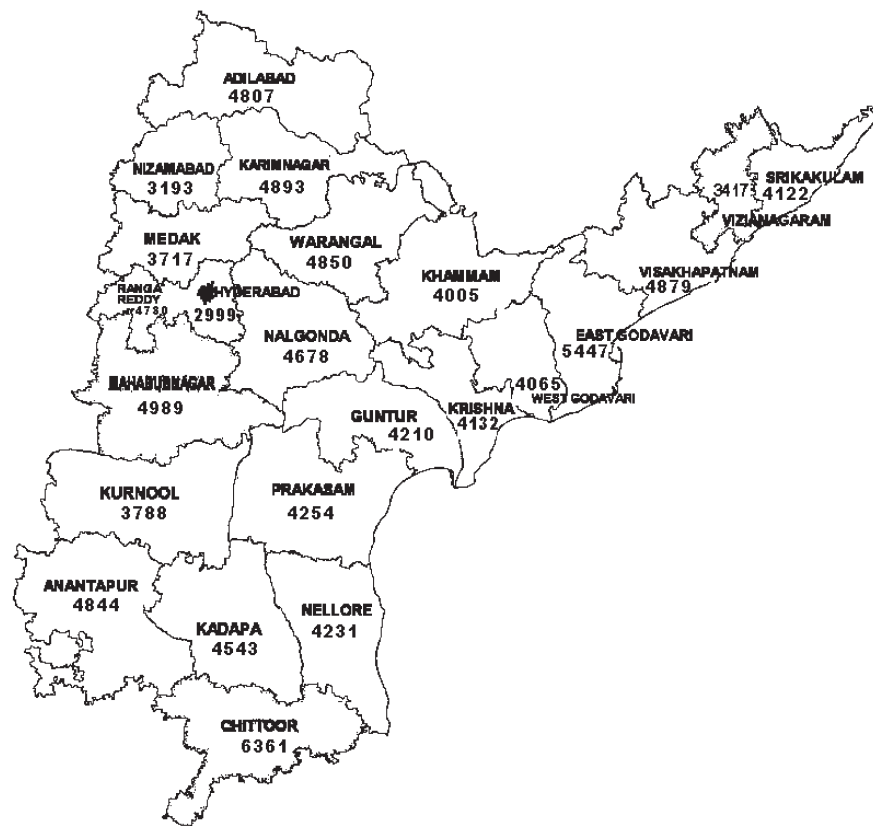 ADILABAD
4807
NIZAMABAD
3193
KARIMNAGAR
4893
SRIKAKULAM
4122
3417
VIZIANAGARAM
MEDAK
3717
WARANGAL
4850
KHAMMAM
4005
VISAKHAPATNAM
4879
RANGA
REDDY
4730
HYDERABAD
2999
NALGONDA
4678
EAST GODAVARI
5447
4065
WEST GODAVARI
MAHABUBNAGAR
4989
GUNTUR
4210
KRISHNA
4132
KURNOOL
3788
PRAKASAM
4254
ANANTAPUR
4844
KADAPA
4543
NELLORE
4231
CHITTOOR
6361